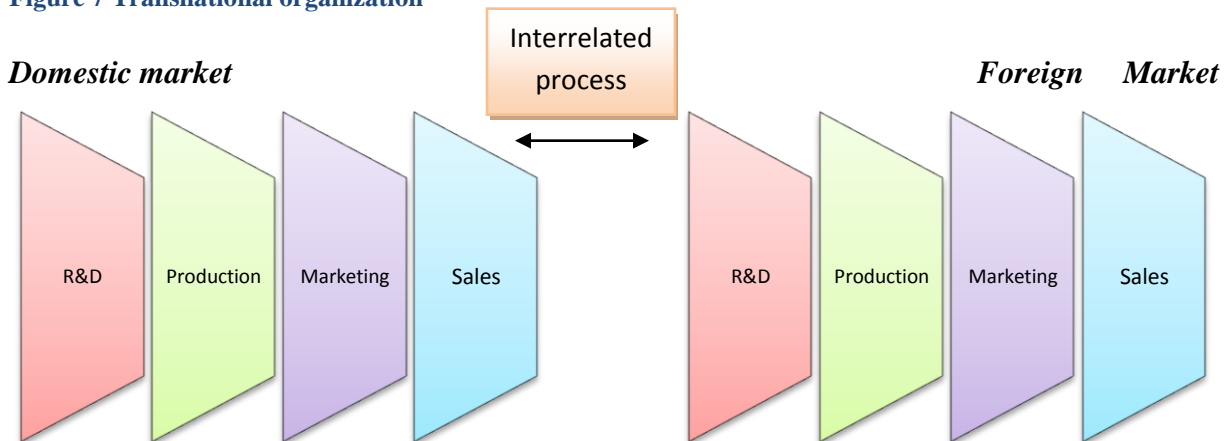 Figure 7 Transnational organization
Interrelated
process
Domestic market
Foreign Market
R&D
Production
Marketing
Sales
R&D
Production
Marketing
Sales